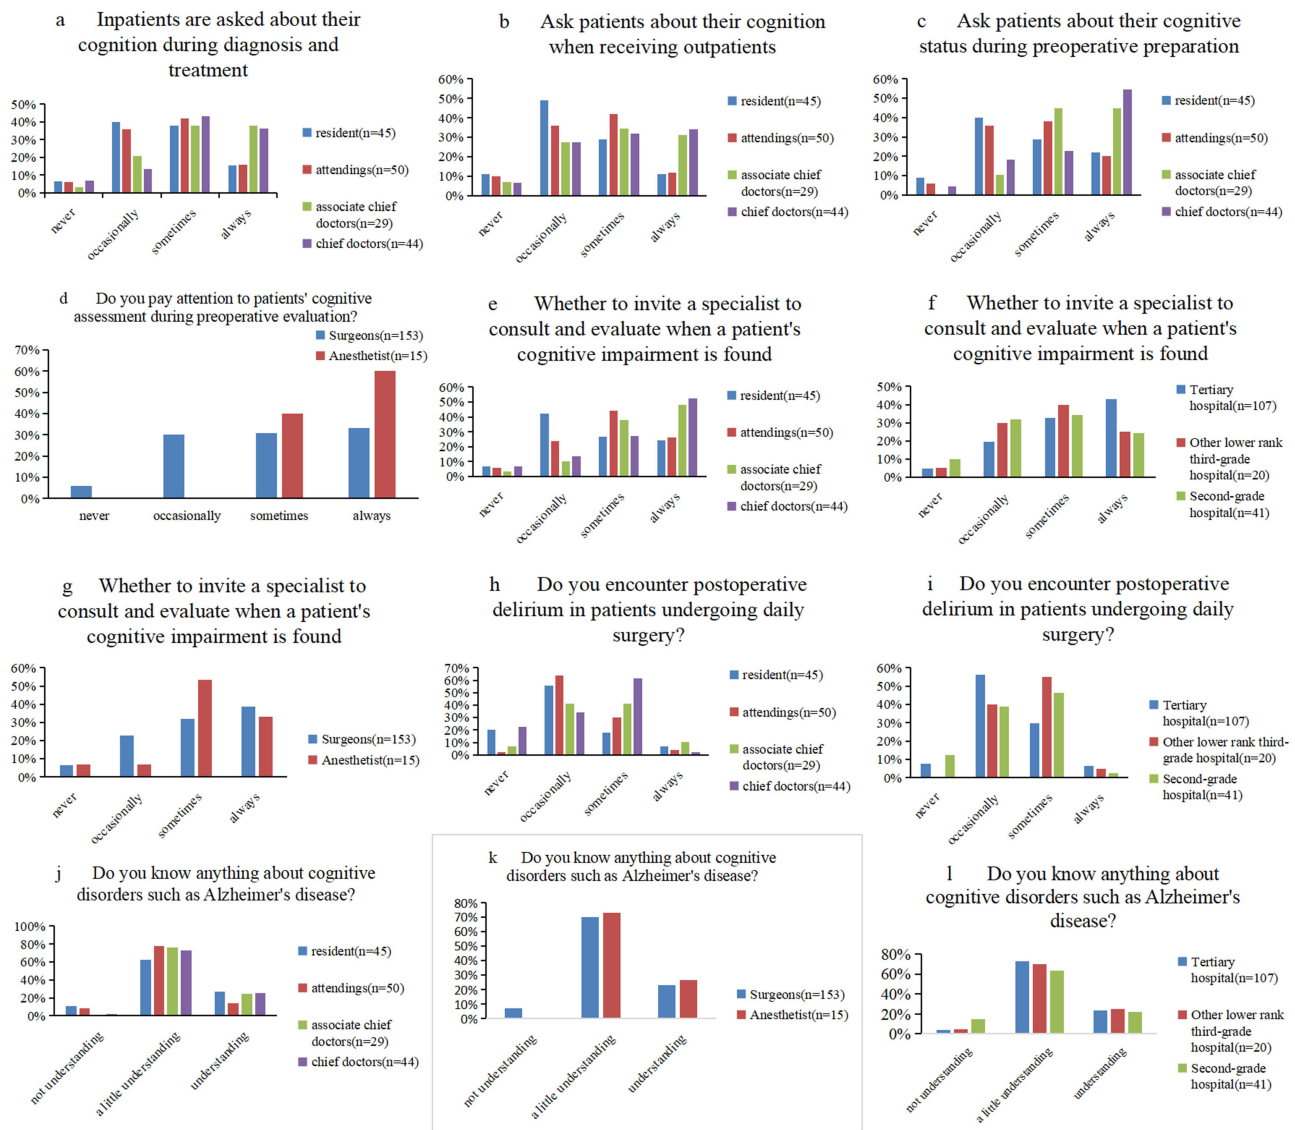 a Inpatients are asked about their
cognition during diagnosis and
treatment
50%
40%
30%
20%
10%
0%
never
occasionally
sometimes
always
resident(n=45)
attendings(n=50)
associate chief
doctors(n=29)
chief doctors(n=44)
b Ask patients about their cognition
when receiving outpatients
60%
50%
40%
30%
20%
10%
0%
never
occasionally
sometimes
always
resident(n=45)
attendings(n=50)
associate chief
doctors(n=29)
chief doctors(n=44)
c Ask patients about their cognitive
status during preoperative preparation
60%
50%
40%
30%
20%
10%
0%
never
occasionally
sometimes
always
resident(n=45)
attendings(n=50)
associate chief
doctors(n=29)
chief doctors(n=44)
d Do you pay attention to patients' cognitive
assessment during preoperative evaluation?
Surgeons(n=153)
Anesthetist(n=15)
70%
60%
50%
40%
30%
20%
10%
0%
never
occasionally
sometimes
always
e Whether to invite a specialist to
consult and evaluate when a patient's
cognitive impairment is found
60%
50%
40%
30%
20%
10%
0%
never
occasionally
sometimes
always
resident(n=45)
attendings(n=50)
associate chief
doctors(n=29)
chief doctors(n=44)
f Whether to invite a specialist to
consult and evaluate when a patient's
cognitive impairment is found
50%
40%
30%
20%
10%
0%
never
occasionally
sometimes
always
Tertiary
hospital(n=107)
Other lower rank
third-grade
hospital(n=20)
Second-grade
hospital(n=41)
g Whether to invite a specialist to
consult and evaluate when a patient's
cognitive impairment is found
60%
50%
40%
30%
20%
10%
0%
never
occasionally
sometimes
always
Surgeons(n=153)
Anesthetist(n=15)
h Do you encounter postoperative
delirium in patients undergoing daily
surgery?
70%
60%
50%
40%
30%
20%
10%
0%
never
occasionally
sometimes
always
resident(n=45)
attendings(n=50)
associate chief
doctors(n=29)
chief doctors(n=44)
i Do you encounter postoperative
delirium in patients undergoing daily
surgery?
60%
50%
40%
30%
20%
10%
0%
never
occasionally
sometimes
always
Tertiary
hospital(n=107)
Other lower rank third-
grade hospital(n=20)
Second-grade
hospital(n=41)
j Do you know anything about cognitive
disorders such as Alzheimer's disease?
100%
80%
60%
40%
20%
0%
not understanding
a little understanding
understanding
resident(n=45)
attendings(n=50)
associate chief
doctors(n=29)
chief doctors(n=44)
k Do you know anything about cognitive
disorders such as Alzheimer's disease?
80%
70%
60%
50%
40%
30%
20%
10%
0%
not understanding
a little understanding
understanding
Surgeons(n=153)
Anesthetist(n=15)
l Do you know anything about
cognitive disorders such as Alzheimer's
disease?
80%
60%
40%
20%
0%
not understanding
a little understanding
understanding
Tertiary
hospital(n=107)
Other lower rank
third-grade
hospital(n=20)
Second-grade
hospital(n=41)